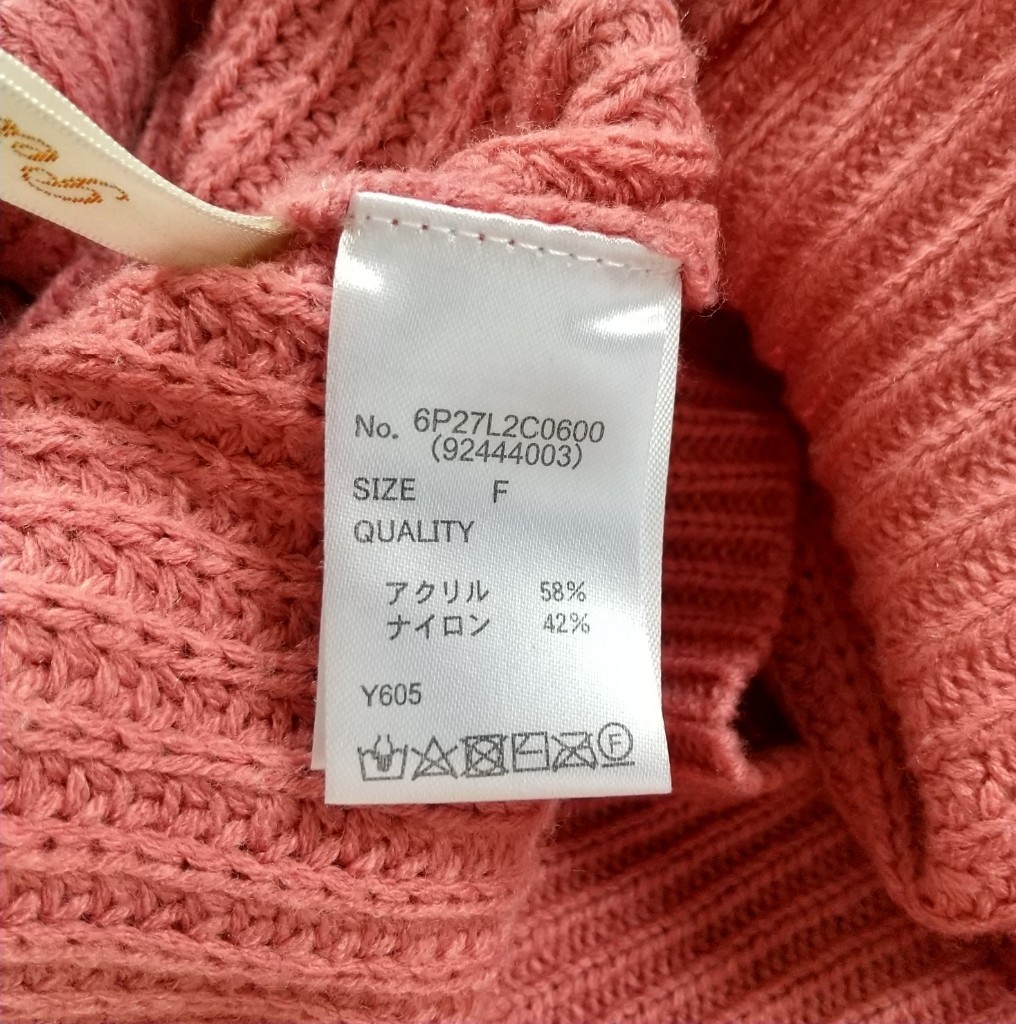 No. 6P27L2C0600
(92444003)
SIZE F
QUALITY
アクリル 58%
ナイロン 42%
Y605
F